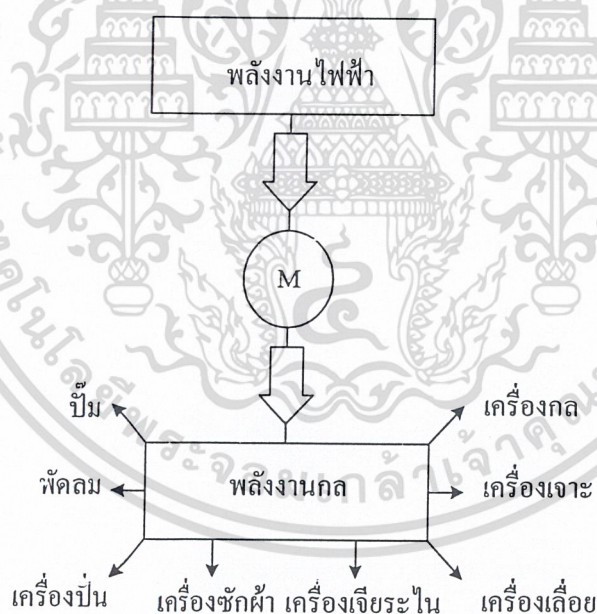 พลังงานไฟฟ้า
M
ปั๊ม
เครื่องกล
พัดลม
พลังงานกล
เครื่องเจาะ
เครื่องปั่น เครื่องซักผ้า เครื่องเจียระไน เครื่องเลื่อย